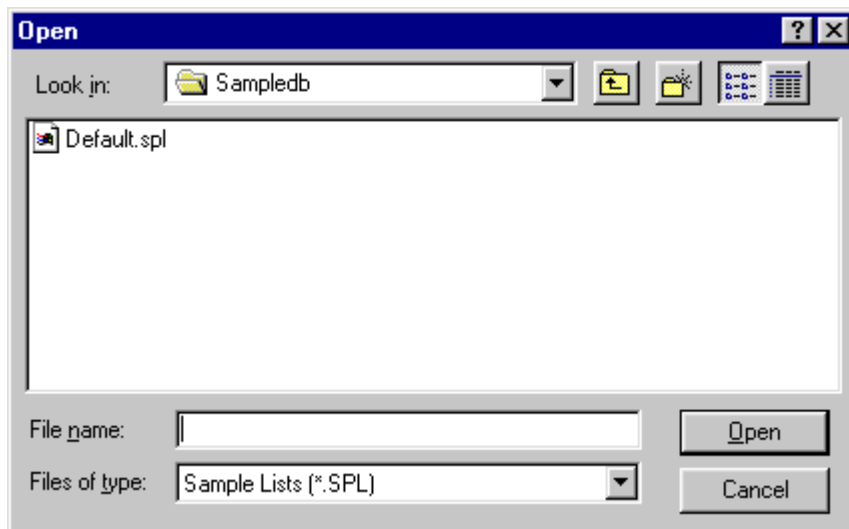 Open
Look in: Sampledb
Default.spl
File name: Open
Files of type: Sample Lists (*.SPL) Cancel